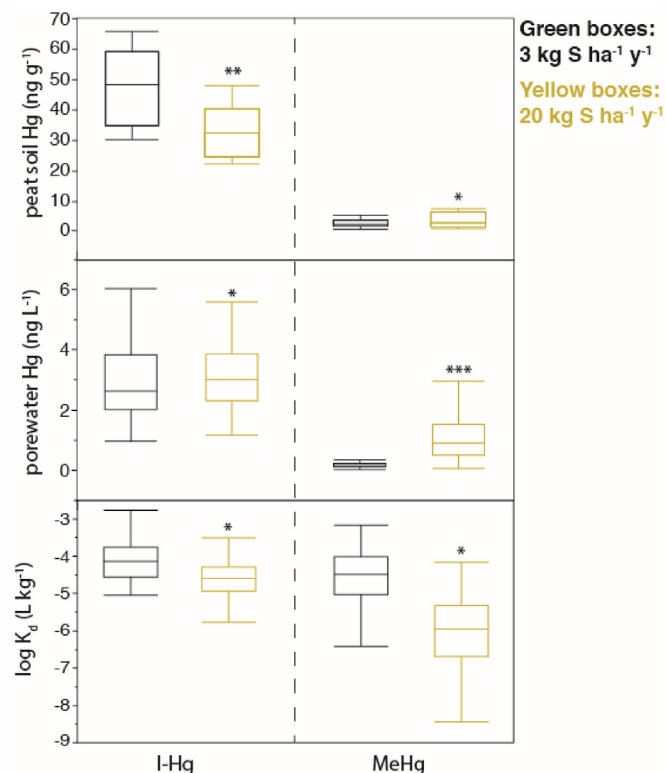 Green boxes:
3 kg S ha⁻¹ y⁻¹
Yellow boxes:
20 kg S ha⁻¹ y⁻¹
peat soil Hg (ng g⁻¹)
70
60
50
40
30
20
10
0
**
*
porewater Hg (ng L⁻¹)
6
4
2
0
*
***
log K_d (L kg⁻¹)
-3
-4
-5
-6
-7
-8
-9
*
*
I-Hg
MeHg